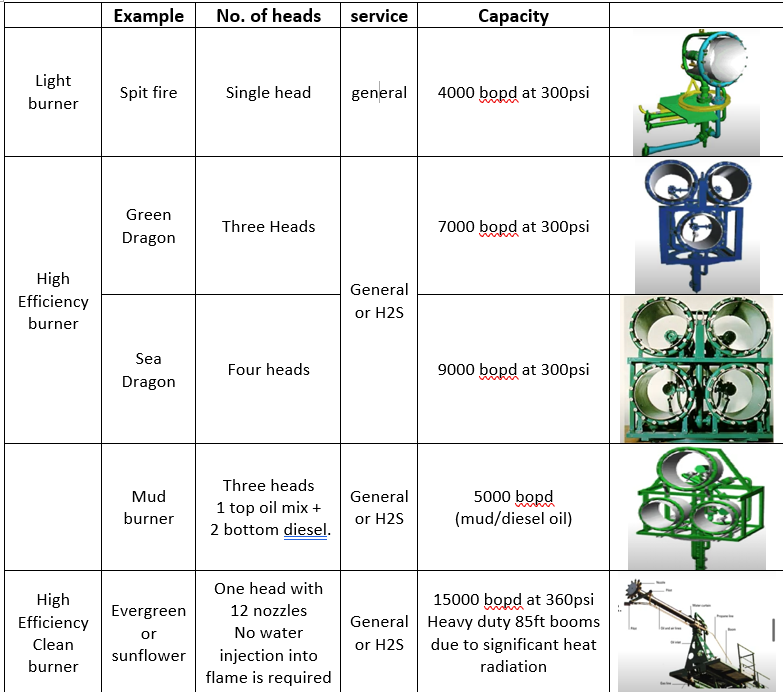 Example No. of heads service Capacity
Light
burner
Spit fire
Single head
general
4000 bopd at 300psi
High
Efficiency
burner
Green
Dragon
Three Heads
General
or H2S
7000 bopd at 300psi
Sea
Dragon
Four heads
9000 bopd at 300psi
Mud
burner
Three heads
1 top oil mix +
2 bottom diesel.
General
or H2S
5000 bopd
(mud/diesel oil)
High
Efficiency
Clean
burner
Evergreen
or
sunflower
One head with
12 nozzles
No water
injection into
flame is required
General
or H2S
15000 bopd at 360psi
Heavy duty 85ft booms
due to significant heat
radiation